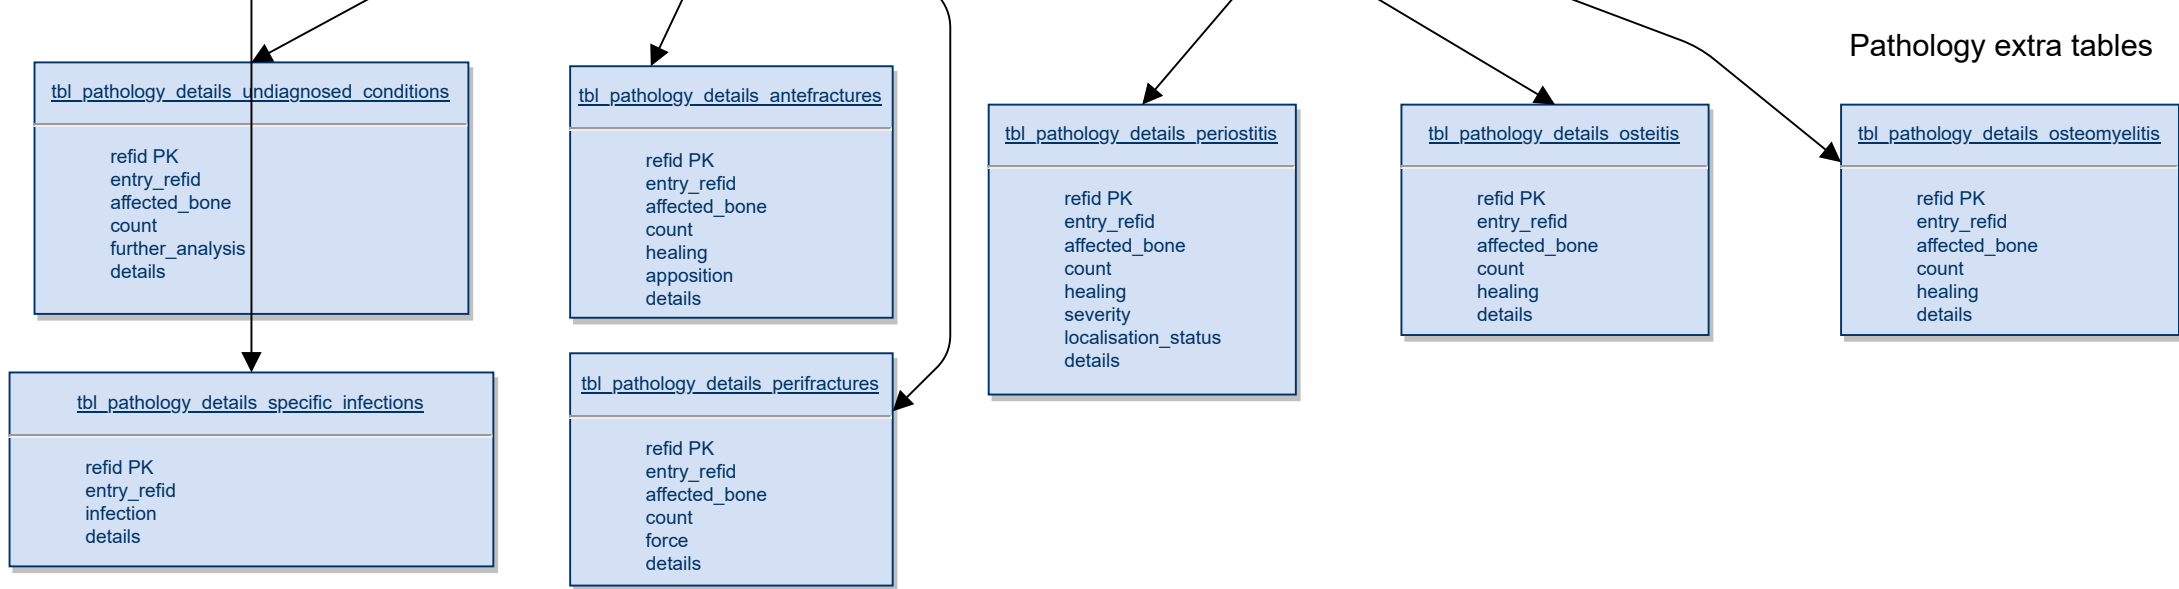 Pathology extra tables
tbl_pathology_details_undiagnosed_conditions
refid PK
entry_refid
affected_bone
count
further_analysis
details
tbl_pathology_details_specific_infections
refid PK
entry_refid
infection
details
tbl_pathology_details_antefractures
refid PK
entry_refid
affected_bone
count
healing
apposition
details
tbl_pathology_details_perifractures
refid PK
entry_refid
affected_bone
count
force
details
tbl_pathology_details_periostitis
refid PK
entry_refid
affected_bone
count
healing
severity
localisation_status
details
tbl_pathology_details_osteitis
refid PK
entry_refid
affected_bone
count
healing
details
tbl_pathology_details_osteomyelitis
refid PK
entry_refid
affected_bone
count
healing
details